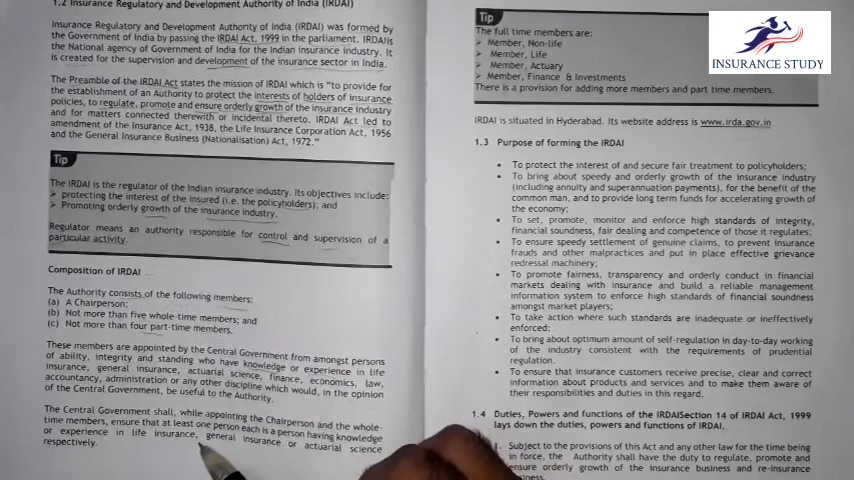 1.2 Insurance Regulatory and Development Authority of India (IRDAI)
Insurance Regulatory and Development Authority of India (IRDAI) was formed by
the Government of India by passing the IRDAI Act, 1999 in the parliament. IRDAIis
the National agency of Government of India for the Indian insurance industry. It
is created for the supervision and development of the insurance sector in India.
The Preamble of the IRDAI Act states the mission of IRDAI which is "to provide for
the establishment of an Authority to protect the interests of holders of insurance
policies, to regulate, promote and ensure orderly growth of the insurance industry
and for matters connected therewith or incidental thereto. IRDAI Act led to
amendment of the Insurance Act, 1938, the Life Insurance Corporation Act, 1956
and the General Insurance Business (Nationalisation) Act, 1972."
Tip
The IRDAI is the regulator of the Indian insurance industry. Its objectives include:
➢ protecting the interest of the insured (i.e. the policyholders); and
➢ Promoting orderly growth of the insurance industry.
Regulator means an authority responsible for control and supervision of a
particular activity.
Composition of IRDAI
The Authority consists of the following members:
(a) A Chairperson;
(b) Not more than five whole-time members; and
(c) Not more than four part-time members.
These members are appointed by the Central Government from amongst persons
of ability, integrity and standing who have knowledge or experience in life
insurance, general insurance, actuarial science, finance, economics, law,
accountancy, administration or any other discipline which would, in the opinion
of the Central Government, be useful to the Authority.
The Central Government shall, while appointing the Chairperson and the whole-
time members, ensure that at least one person each is a person having knowledge
or experience in life insurance, general insurance or actuarial science
respectively.
Tip
The full time members are:
➢ Member, Non-life
➢ Member, Life
➢ Member, Actuary
➢ Member, Finance & Investments
There is a provision for adding more members and part time members.
IRDAI is situated in Hyderabad. Its website address is www.irda.gov.in
1.3 Purpose of forming the IRDAI
• To protect the interest of and secure fair treatment to policyholders;
• To bring about speedy and orderly growth of the insurance industry
(including annuity and superannuation payments), for the benefit of the
common man, and to provide long term funds for accelerating growth of
the economy;
• To set, promote, monitor and enforce high standards of integrity,
financial soundness, fair dealing and competence of those it regulates;
• To ensure speedy settlement of genuine claims, to prevent insurance
frauds and other malpractices and put in place effective grievance
redressal machinery;
• To promote fairness, transparency and orderly conduct in financial
markets dealing with insurance and build a reliable management
information system to enforce high standards of financial soundness
amongst market players;
• To take action where such standards are inadequate or ineffectively
enforced;
• To bring about optimum amount of self-regulation in day-to-day working
of the industry consistent with the requirements of prudential
regulation.
• To ensure that insurance customers receive precise, clear and correct
information about products and services and to make them aware of
their responsibilities and duties in this regard.
1.4 Duties, Powers and functions of the IRDAISection 14 of IRDAI Act, 1999
lays down the duties, powers and functions of IRDAI.
Subject to the provisions of this Act and any other law for the time being
in force, the Authority shall have the duty to regulate, promote and
ensure orderly growth of the insurance business and re-insurance
INSURANCE STUDY